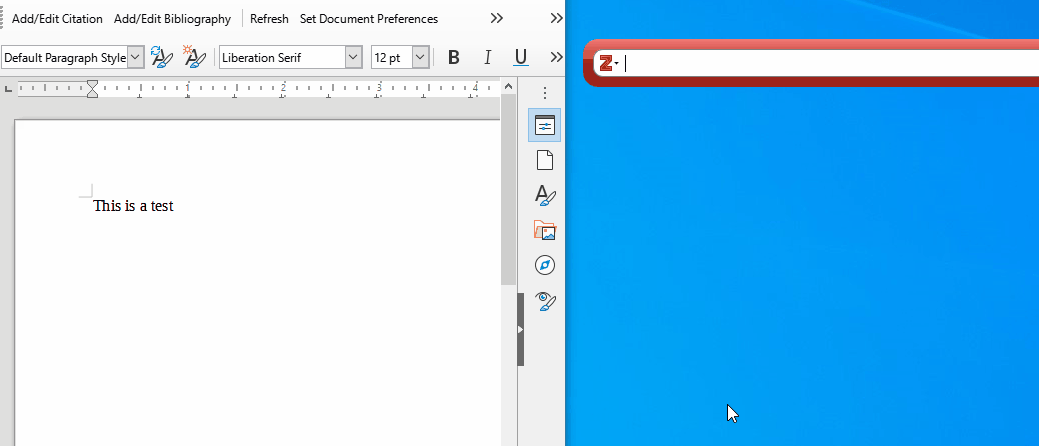 Add/Edit Citation Add/Edit Bibliography Refresh Set Document Preferences
Default Paragraph Style Liberation Serif 12 pt B I U
Z
1 2 3 4
This is a test